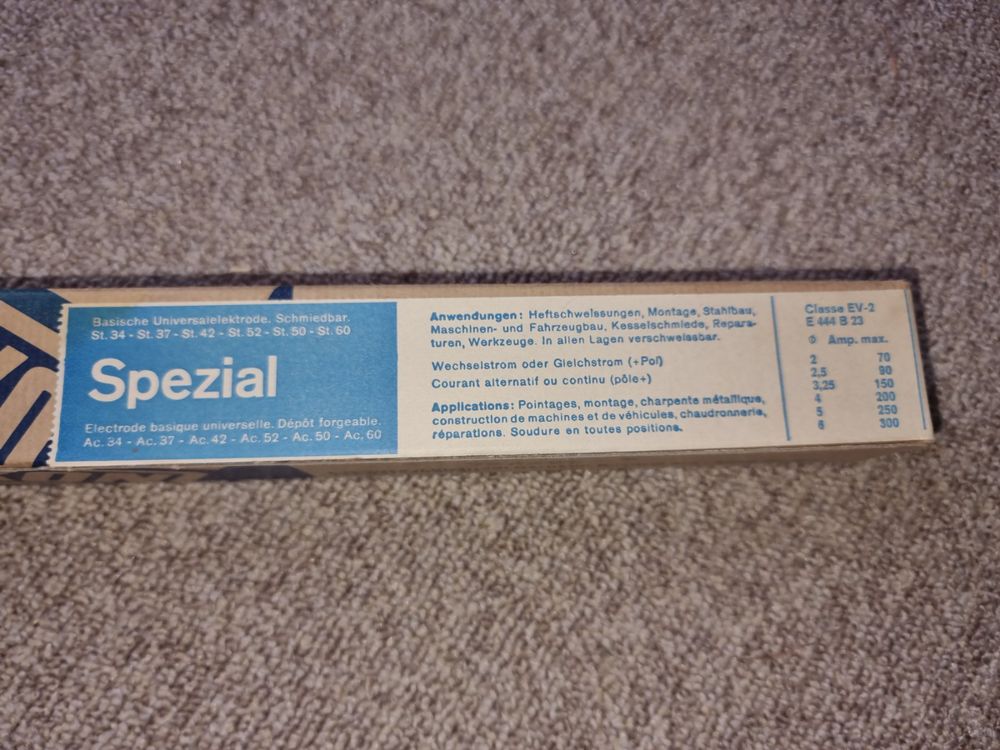 Basische Universalelektrode. Schmiedbar.
St. 34 - St. 37 - St. 42 - St. 52 - St. 50 - St. 60
Spezial
Electrode basique universelle. Dépôt forgeable.
Ac. 34 - Ac. 37 - Ac. 42 - Ac. 52 - Ac. 50 - Ac. 60
Anwendungen: Heftschweissungen, Montage, Stahlbau,
Maschinen- und Fahrzeugbau, Kesselschmiede, Repara-
turen, Werkzeuge. In allen Lagen verschweissbar.
Wechselstrom oder Gleichstrom (+Pol)
Courant alternatif ou continu (pôle+)
Applications: Pointages, montage, charpente métallique,
construction de machines et de véhicules, chaudronnerie,
réparations. Soudure en toutes positions.
Classe EV-2
E 444 B 23
∅ Amp. max.
2 70
2,5 90
3,25 150
4 200
5 250
6 300